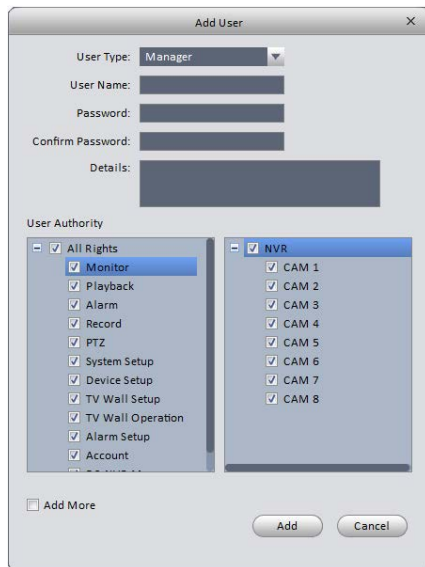 Add User
User Type: Manager
User Name:
Password:
Confirm Password:
Details:
User Authority
All Rights
Monitor
Playback
Alarm
Record
PTZ
System Setup
Device Setup
TV Wall Setup
TV Wall Operation
Alarm Setup
Account
NVR
CAM 1
CAM 2
CAM 3
CAM 4
CAM 5
CAM 6
CAM 7
CAM 8
Add More
Add
Cancel